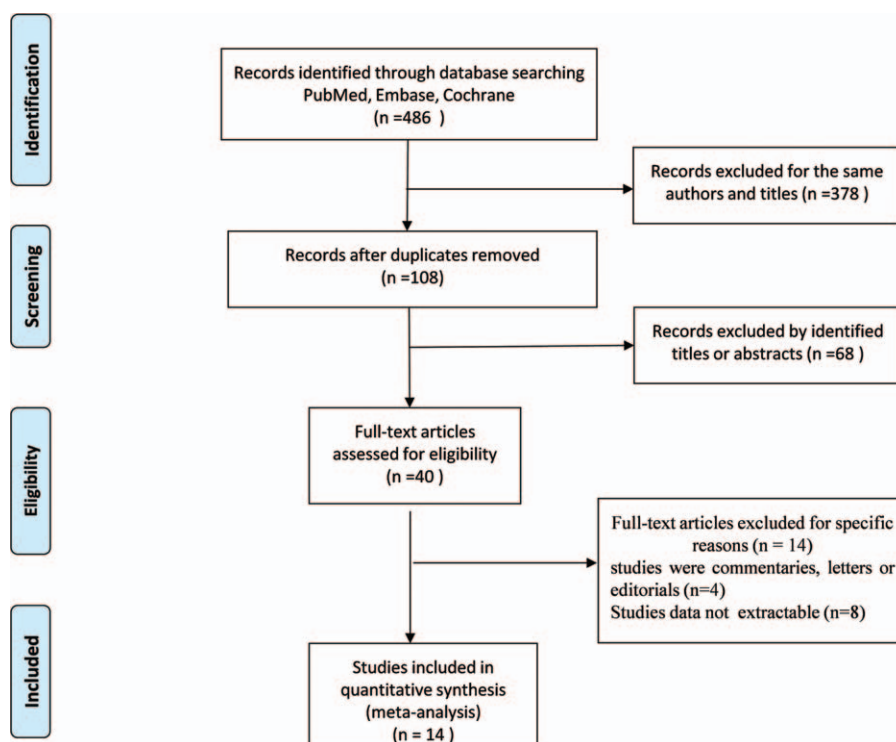 Identification
Records identified through database searching
PubMed, Embase, Cochrane
(n =486 )
Records excluded for the same
authors and titles (n =378 )
Screening
Records after duplicates removed
(n =108)
Records excluded by identified
titles or abstracts (n =68 )
Eligibility
Full-text articles
assessed for eligibility
(n =40 )
Full-text articles excluded for specific
reasons (n = 14)
studies were commentaries, letters or
editorials (n=4)
Studies data not extractable (n=8)
Included
Studies included in
quantitative synthesis
(meta-analysis)
(n = 14 )